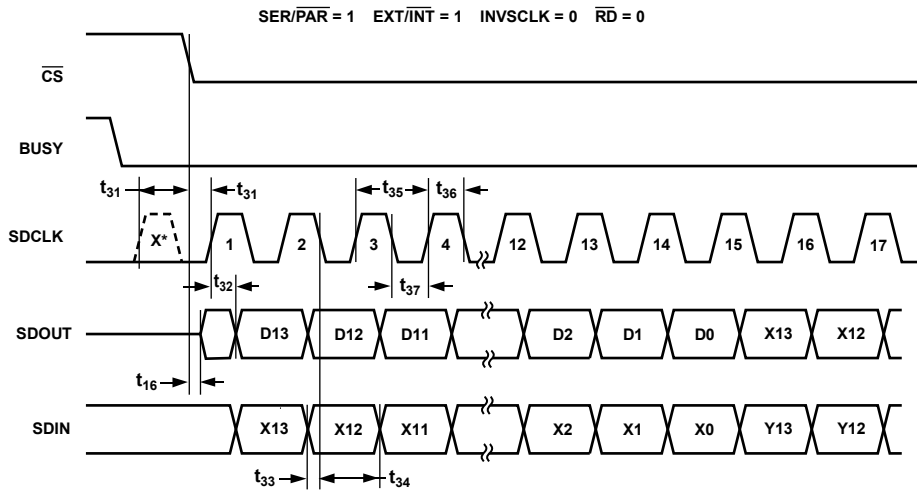 SER/PAR = 1 EXT/INT = 1 INVSCLK = 0 RD = 0
CS
BUSY
t31 t31 t35 t36
SDCLK X* 1 2 3 4 12 13 14 15 16 17
t32 t37
SDOUT D13 D12 D11 D2 D1 D0 X13 X12
t16
SDIN X13 X12 X11 X2 X1 X0 Y13 Y12
t33 t34